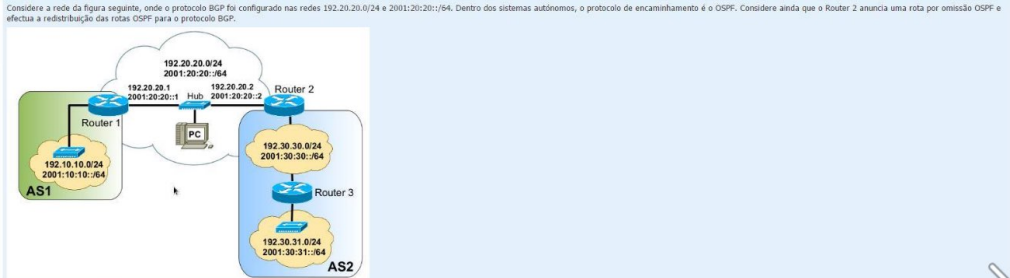 Considere a rede da figura seguinte, onde o protocolo BGP foi configurado nas redes 192.20.20.0/24 e 2001:20:20::/64. Dentro dos sistemas autónomos, o protocolo de encaminhamento é o OSPF. Considere ainda que o Router 2 anuncia uma rota por omissão OSPF e
efectua a redistribuição das rotas OSPF para o protocolo BGP.
192.20.20.0/24
2001:20:20::/64
192.20.20.1
2001:20:20::1
Hub
192.20.20.2
2001:20:20::2
Router 2
Router 1
PC
192.10.10.0/24
2001:10:10::/64
AS1
192.30.30.0/24
2001:30:30::/64
Router 3
192.30.31.0/24
2001:30:31::/64
AS2